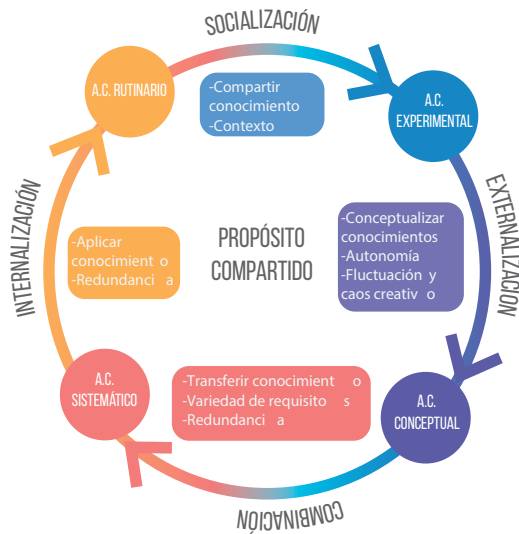 SOCIALIZACIÓN
A.C. RUTINARIO
-Compartir
conocimiento
-Contexto
A.C.
EXPERIMENTAL
EXTERNALIZACIÓN
-Conceptualizar
conocimientos
-Autonomía
-Fluctuación y
caos creativ o
PROPÓSITO
COMPARTIDO
INTERNALIZACIÓN
-Aplicar
conocimient o
-Redundanci a
A.C.
SISTEMÁTICO
-Transferir conocimient o
-Variedad de requisito s
-Redundanci a
A.C.
CONCEPTUAL
COMBINACIÓN